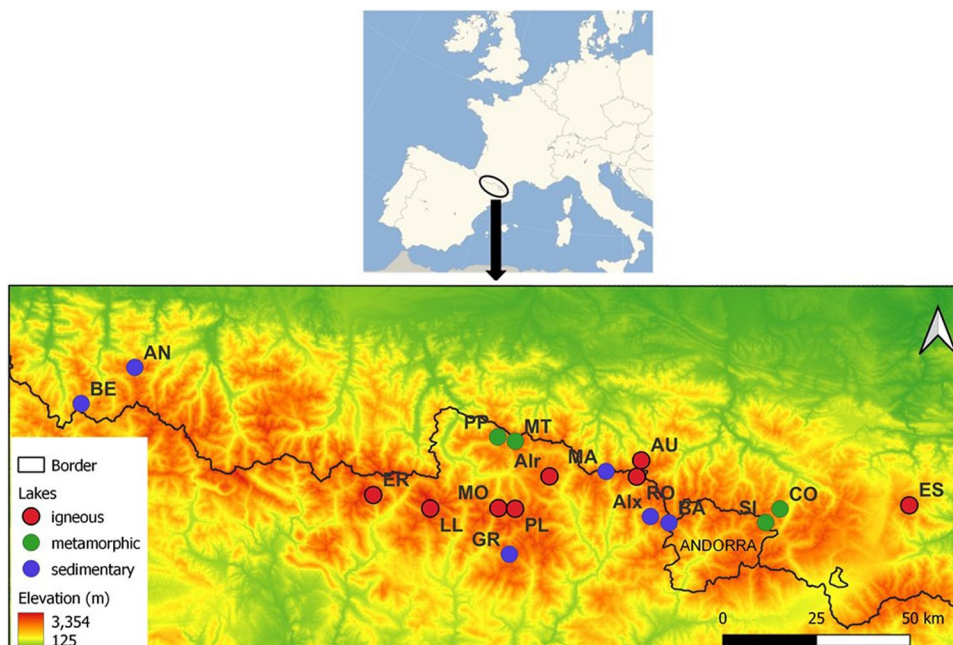 AN
BE
PP
MT
AIr
MA
AU
ER
MO
AIx
RO
BA
SI
CO
ES
LL
PL
GR
ANDORRA
Border
Lakes
igneous
metamorphic
sedimentary
Elevation (m)
3,354
125
0 25 50 km